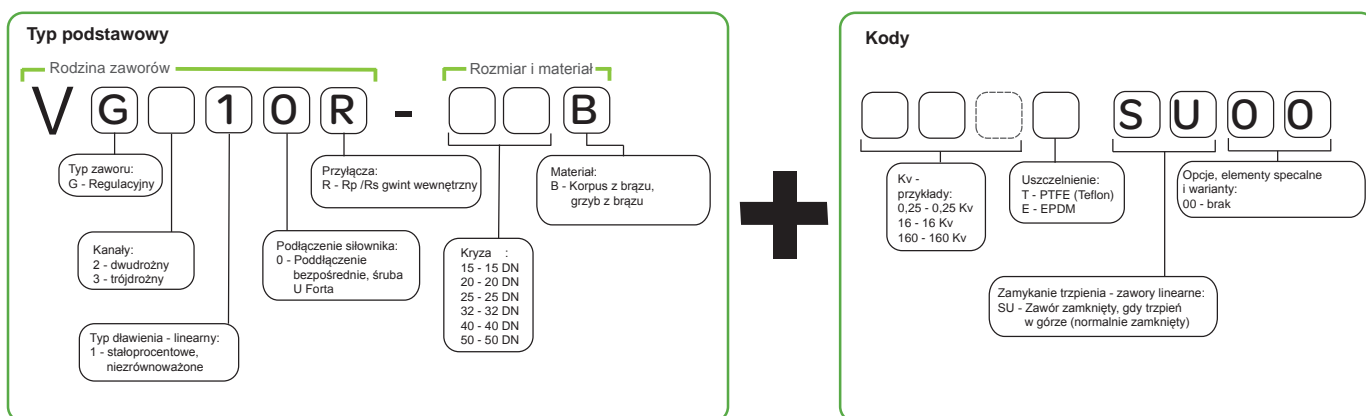 Typ podstawowy
Rodzina zaworów
Rozmiar i materiał
V G 1 0 R - B
Typ zaworu:
G - Regulacyjny
Przyłącza:
R - Rp /Rs gwint wewnętrzny
Materiał:
B - Korpus z brązu,
grzyb z brązu
Kanały:
2 - dwudrożny
3 - trójdrożny
Podłączenie siłownika:
0 - Poddłączenie
bezpośrednie, śruba
U Forta
Kryza :
15 - 15 DN
20 - 20 DN
25 - 25 DN
32 - 32 DN
40 - 40 DN
50 - 50 DN
Typ dławienia - linearny:
1 - stałoprocentowe,
niezrównoważone
+
Kody
S U 0 0
Kv -
przykłady:
0,25 - 0,25 Kv
16 - 16 Kv
160 - 160 Kv
Uszczelnienie:
T - PTFE (Teflon)
E - EPDM
Opcje, elementy specalne
i warianty:
00 - brak
Zamykanie trzpienia - zawory linearne:
SU - Zawór zamknięty, gdy trzpień
w górze (normalnie zamknięty)